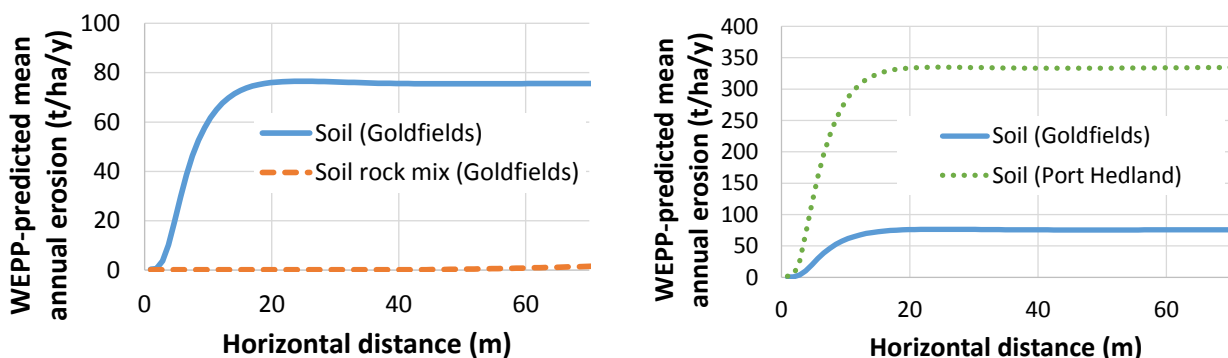 WEPP-predicted mean
annual erosion (t/ha/y)
100
80
60
40
20
0
Soil (Goldfields)
Soil rock mix (Goldfields)
0
20
40
60
Horizontal distance (m)
WEPP-predicted mean
annual erosion (t/ha/y)
400
350
300
250
200
150
100
50
0
Soil (Goldfields)
Soil (Port Hedland)
0
20
40
60
Horizontal distance (m)